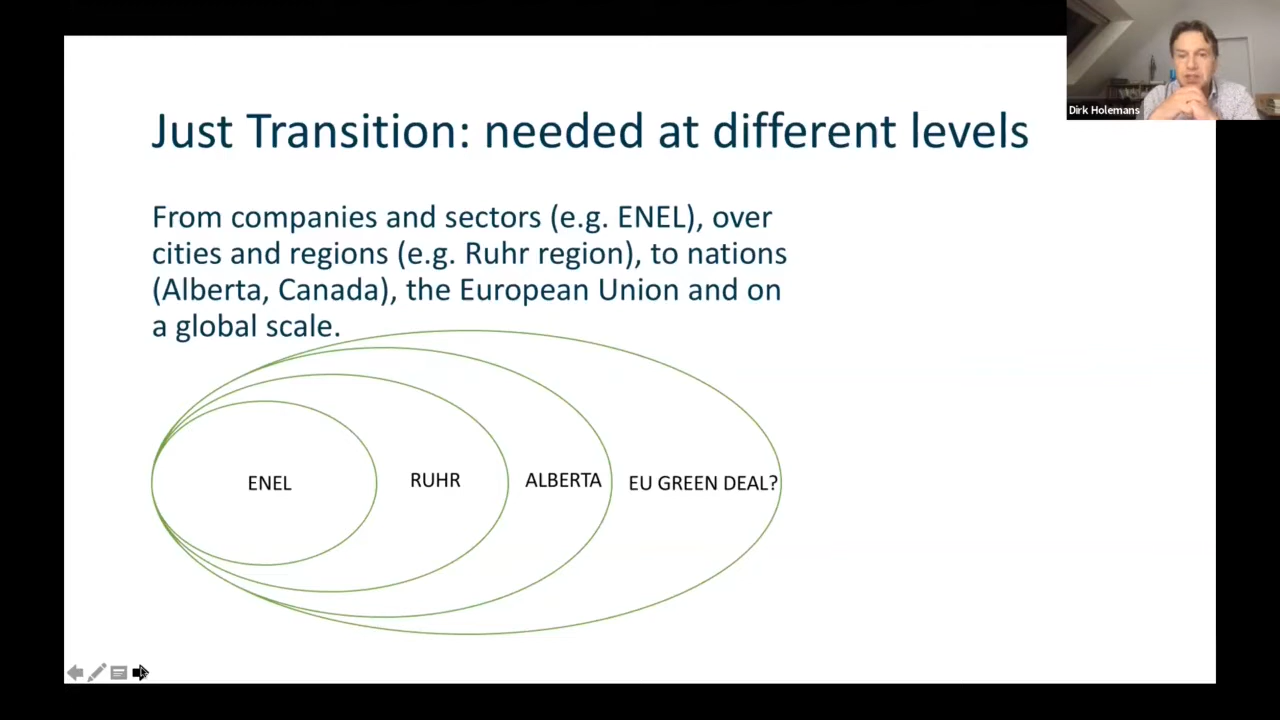 Dirk Holemans
Just Transition: needed at different levels
From companies and sectors (e.g. ENEL), over
cities and regions (e.g. Ruhr region), to nations
(Alberta, Canada), the European Union and on
a global scale.
ENEL
RUHR
ALBERTA
EU GREEN DEAL?